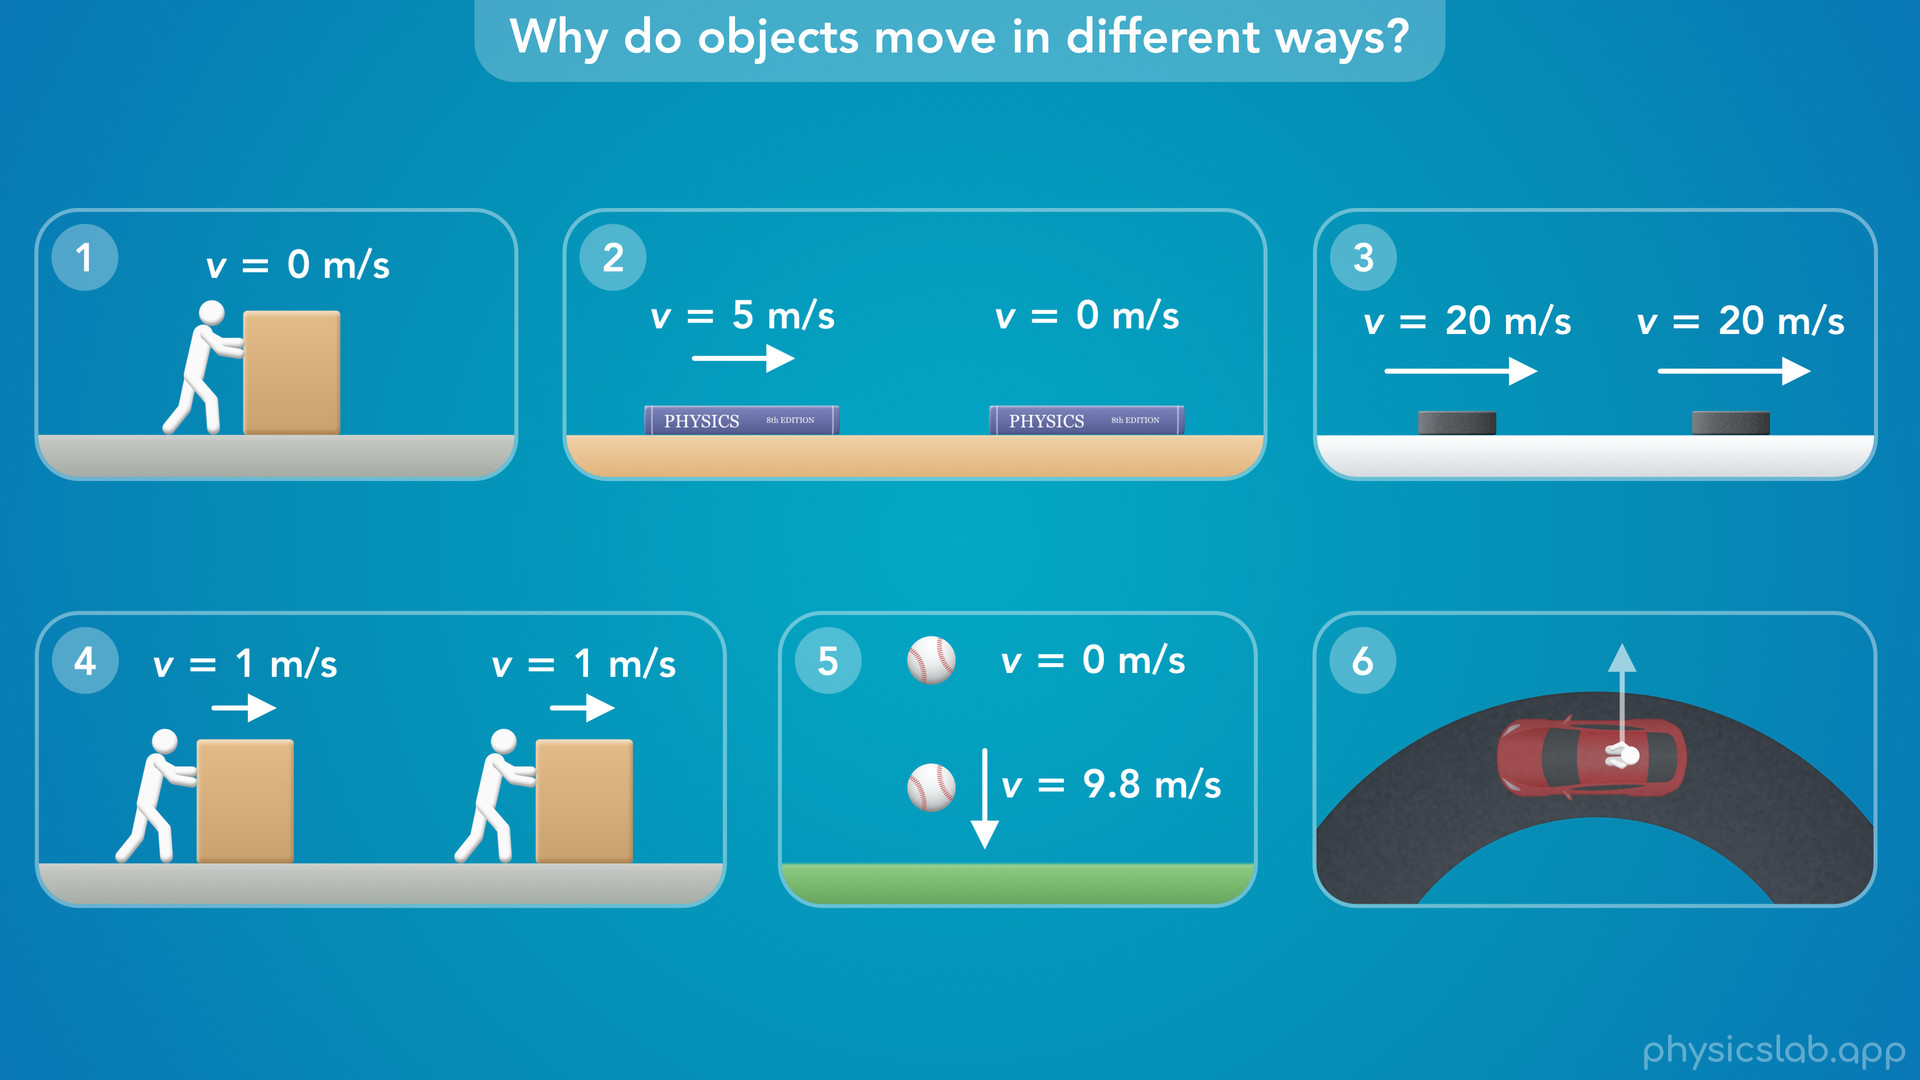 Why do objects move in different ways?
1
v = 0 m/s
2
v = 5 m/s
v = 0 m/s
PHYSICS 8th EDITION
PHYSICS 8th EDITION
3
v = 20 m/s
v = 20 m/s
4
v = 1 m/s
v = 1 m/s
5
v = 0 m/s
v = 9.8 m/s
6
physicslab.app